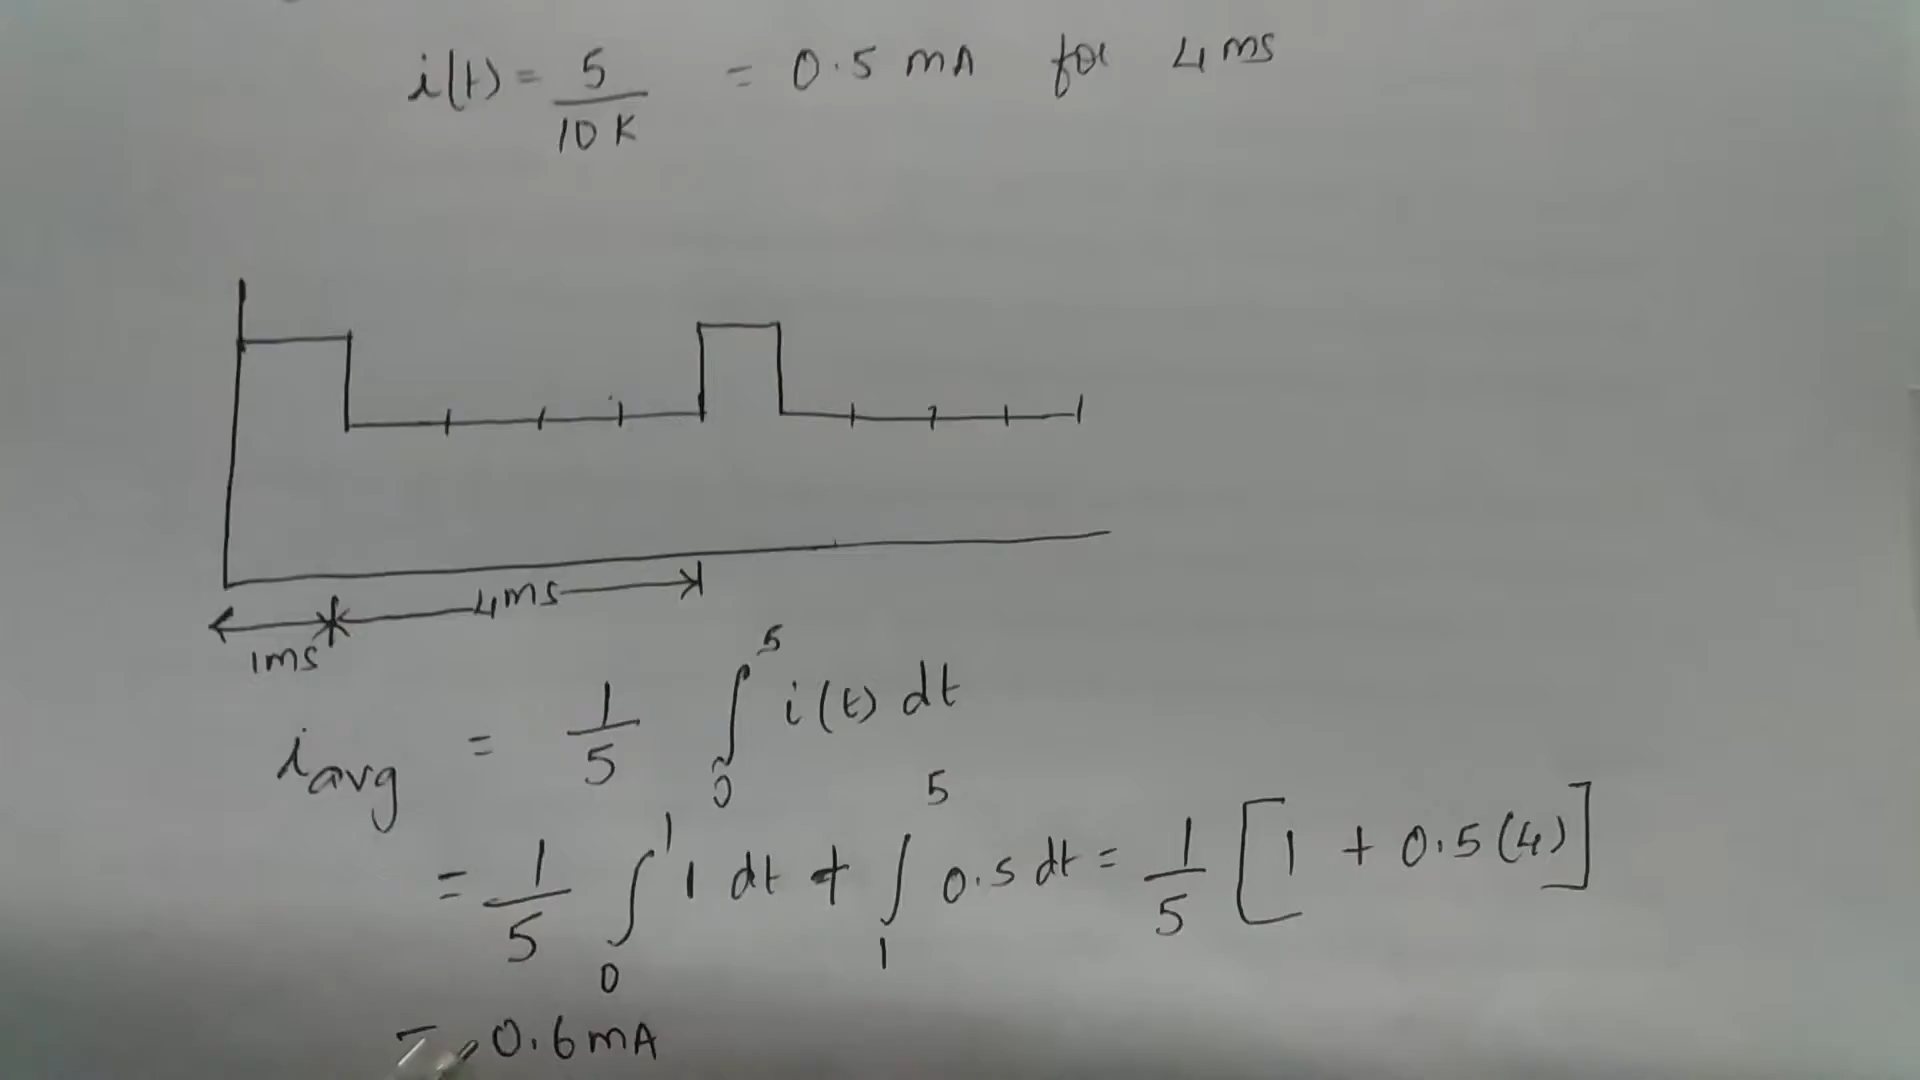 i(t) = 5/10K = 0.5 mA for 4ms
1ms 4ms
iavg = 1/5 ∫₀⁵ i(t) dt
= 1/5 ∫₀¹ 1 dt + ∫₁⁵ 0.5 dt = 1/5 [1 + 0.5(4)]
= 0.6mA